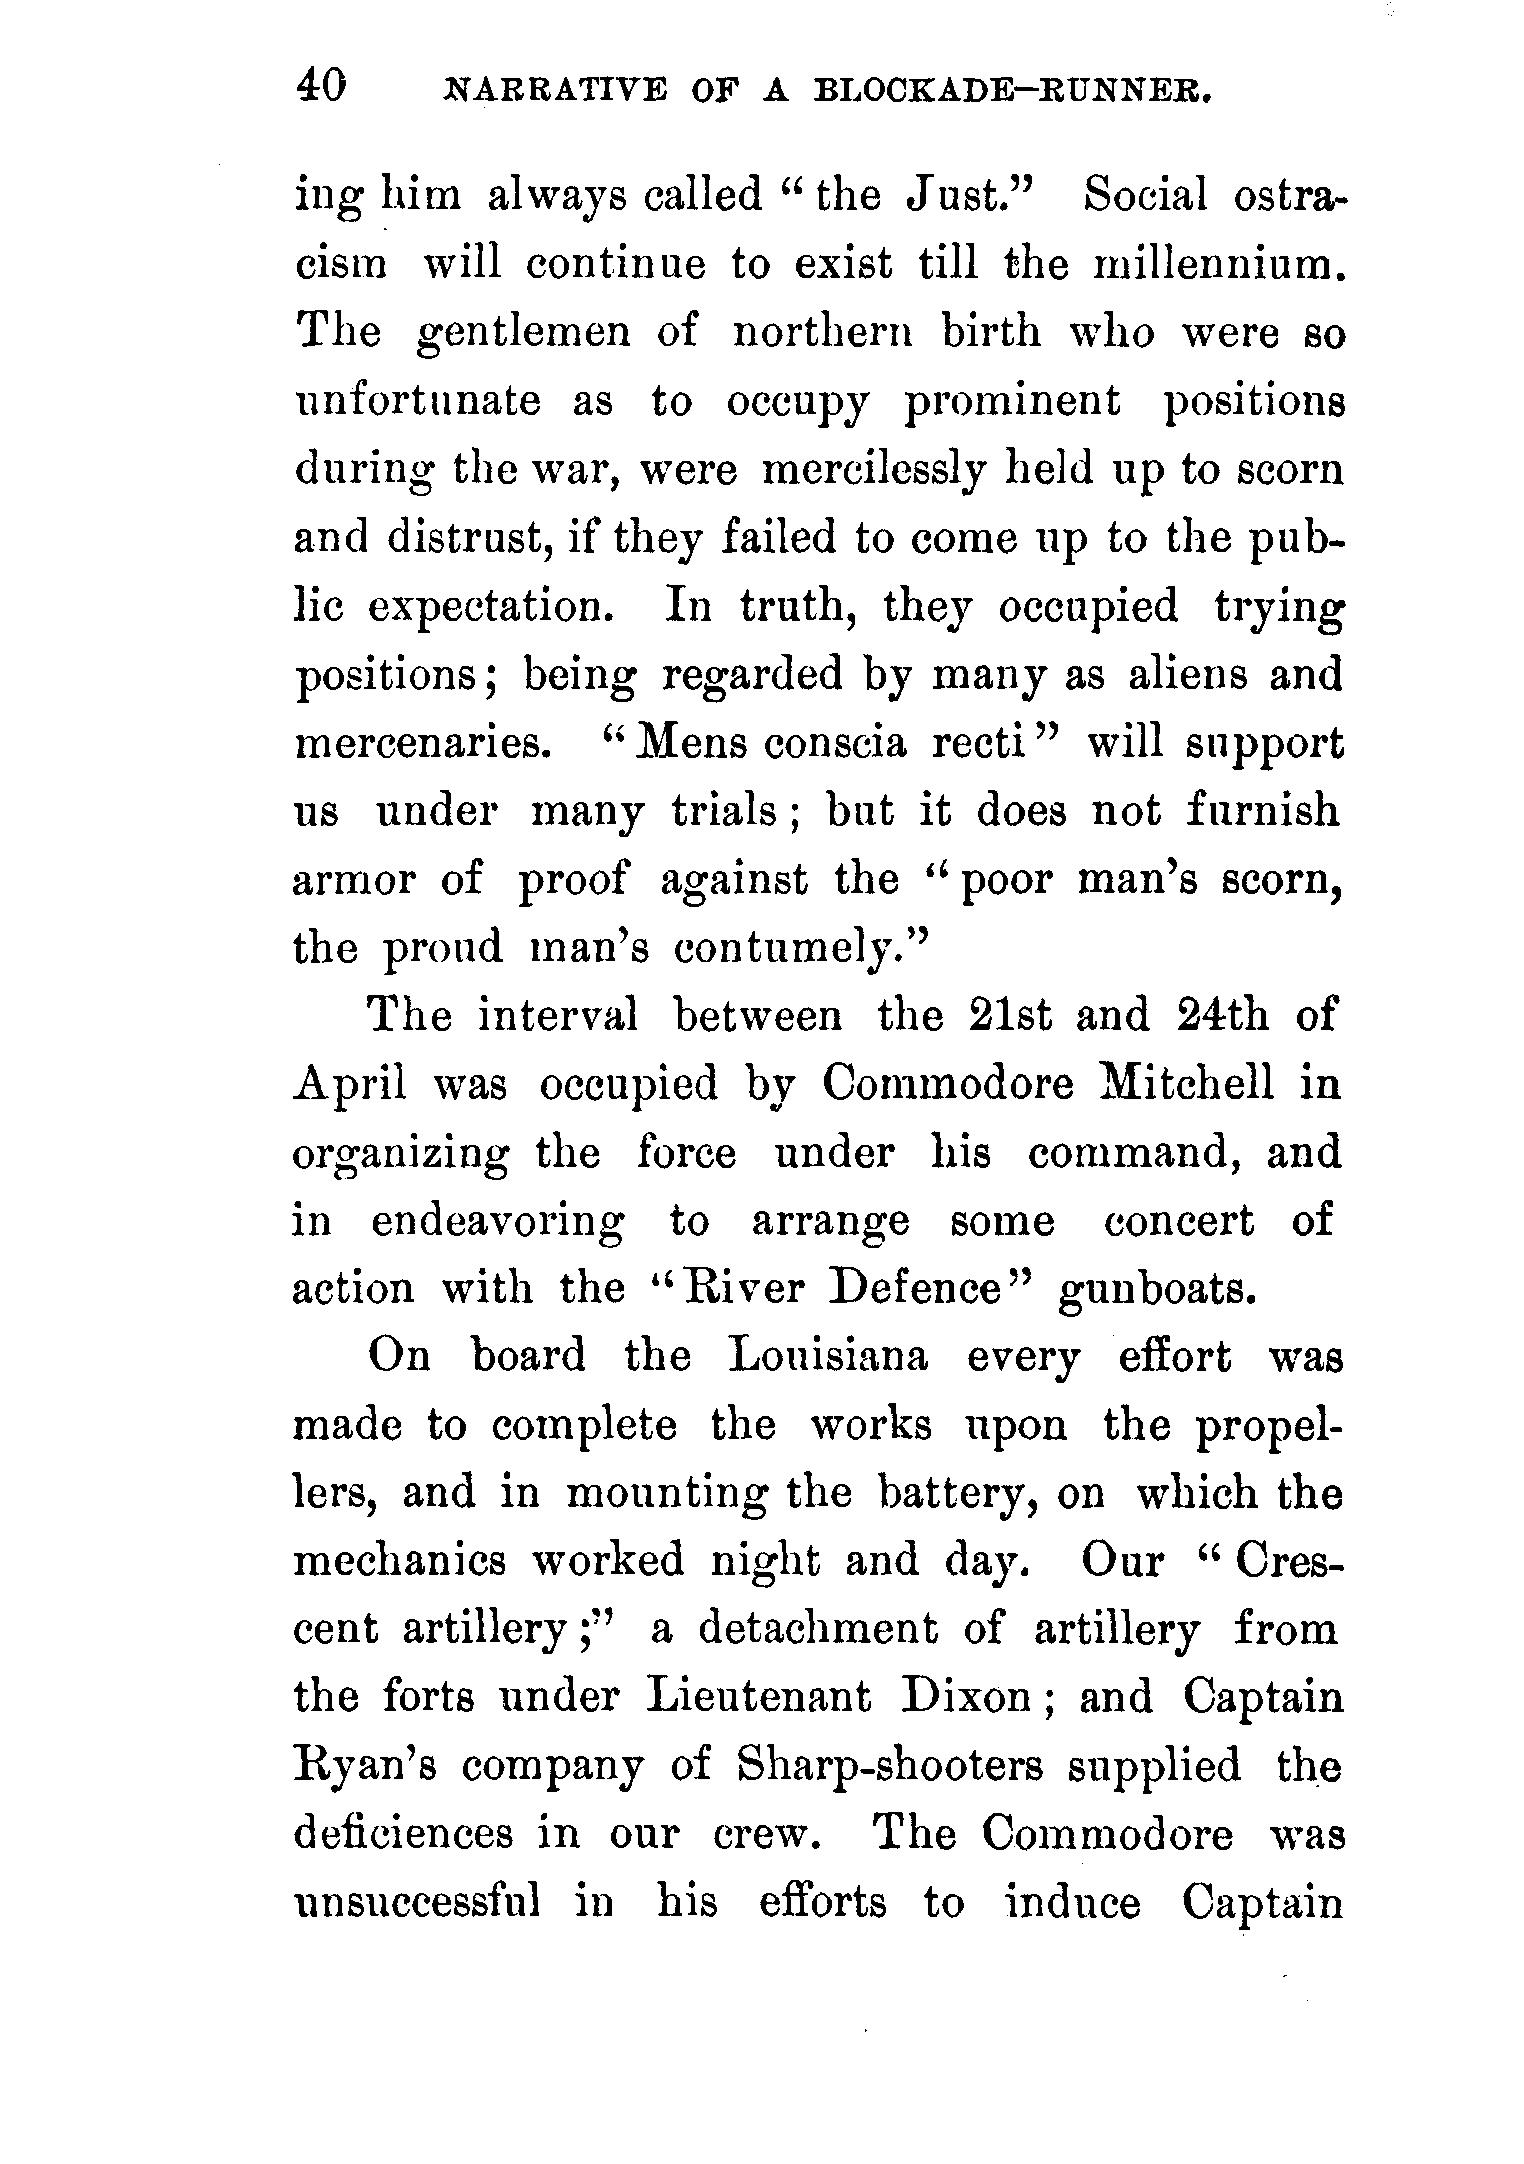 40 NARRATIVE OF A BLOCKADE-RUNNER.
ing him always called “the Just.” Social ostra-
cism will continue to exist till the millennium.
The gentlemen of northern birth who were so
unfortunate as to occupy prominent positions
during the war, were mercilessly held up to scorn
and distrust, if they failed to come up to the pub-
lic expectation. In truth, they occupied trying
positions; being regarded by many as aliens and
mercenaries. “Mens conscia recti” will support
us under many trials; but it does not furnish
armor of proof against the “poor man’s scorn,
the proud man’s contumely.”
The interval between the 21st and 24th of
April was occupied by Commodore Mitchell in
organizing the force under his command, and
in endeavoring to arrange some concert of
action with the “River Defence” gunboats.
On board the Louisiana every effort was
made to complete the works upon the propel-
lers, and in mounting the battery, on which the
mechanics worked night and day. Our “Cres-
cent artillery;” a detachment of artillery from
the forts under Lieutenant Dixon; and Captain
Ryan’s company of Sharp-shooters supplied the
deficiences in our crew. The Commodore was
unsuccessful in his efforts to induce Captain